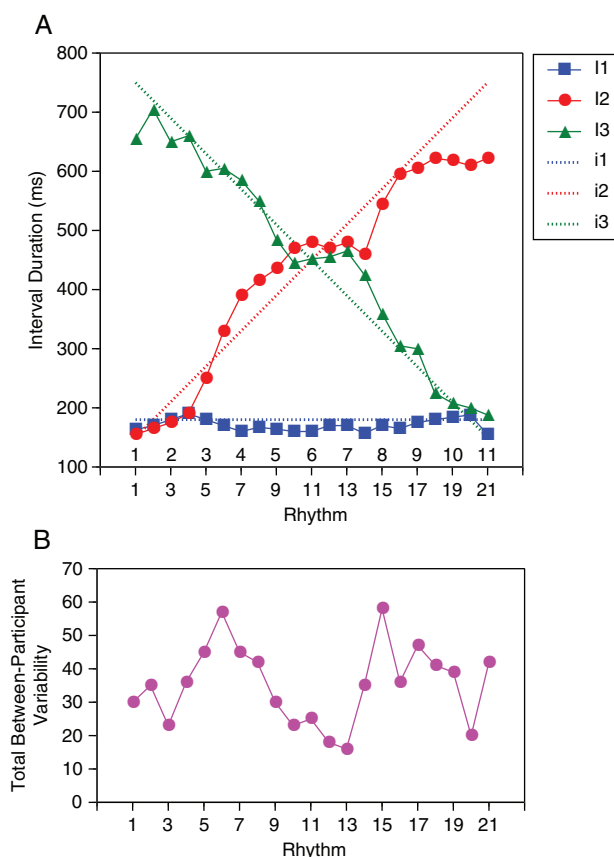 A
800
700
600
500
400
300
200
100
Interval Duration (ms)
1 2 3 4 5 6 7 8 9 10 11
1 3 5 7 9 11 13 15 17 19 21
Rhythm
I1
I2
I3
i1
i2
i3
B
70
60
50
40
30
20
10
0
Total Between-Participant
Variability
1 3 5 7 9 11 13 15 17 19 21
Rhythm